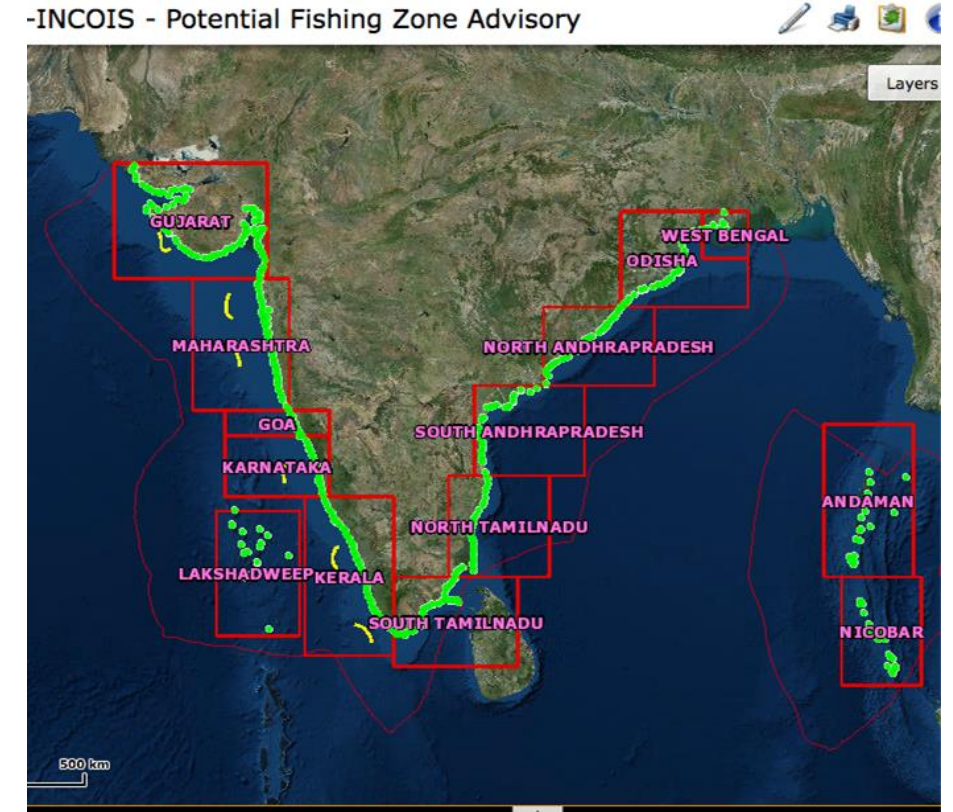 -INCOIS - Potential Fishing Zone Advisory
Layers
GUJARAT
WEST BENGAL
ODISHA
MAHARASHTRA
NORTH ANDHRAPRADESH
GOA
SOUTH ANDHRAPRADESH
KARNATAKA
ANDAMAN
NORTH TAMILNADU
LAKSHADWEEP
KERALA
SOUTH TAMILNADU
NICOBAR
500 km